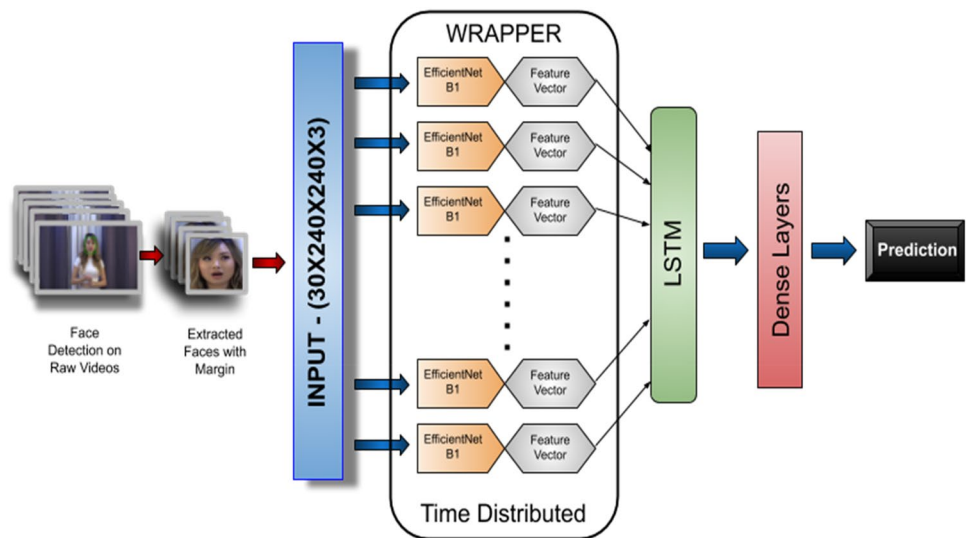 Face
Detection on
Raw Videos
Extracted
Faces with
Margin
INPUT - (30X240X240X3)
WRAPPER
EfficientNet
B1
Feature
Vector
EfficientNet
B1
Feature
Vector
EfficientNet
B1
Feature
Vector
EfficientNet
B1
Feature
Vector
EfficientNet
B1
Feature
Vector
Time Distributed
LSTM
Dense Layers
Prediction